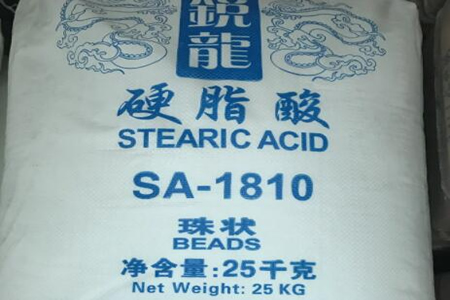 鋭龍
硬脂酸
STEARIC ACID
SA-1810
珠状
BEADS
净含量:25千克
Net Weight: 25 KG